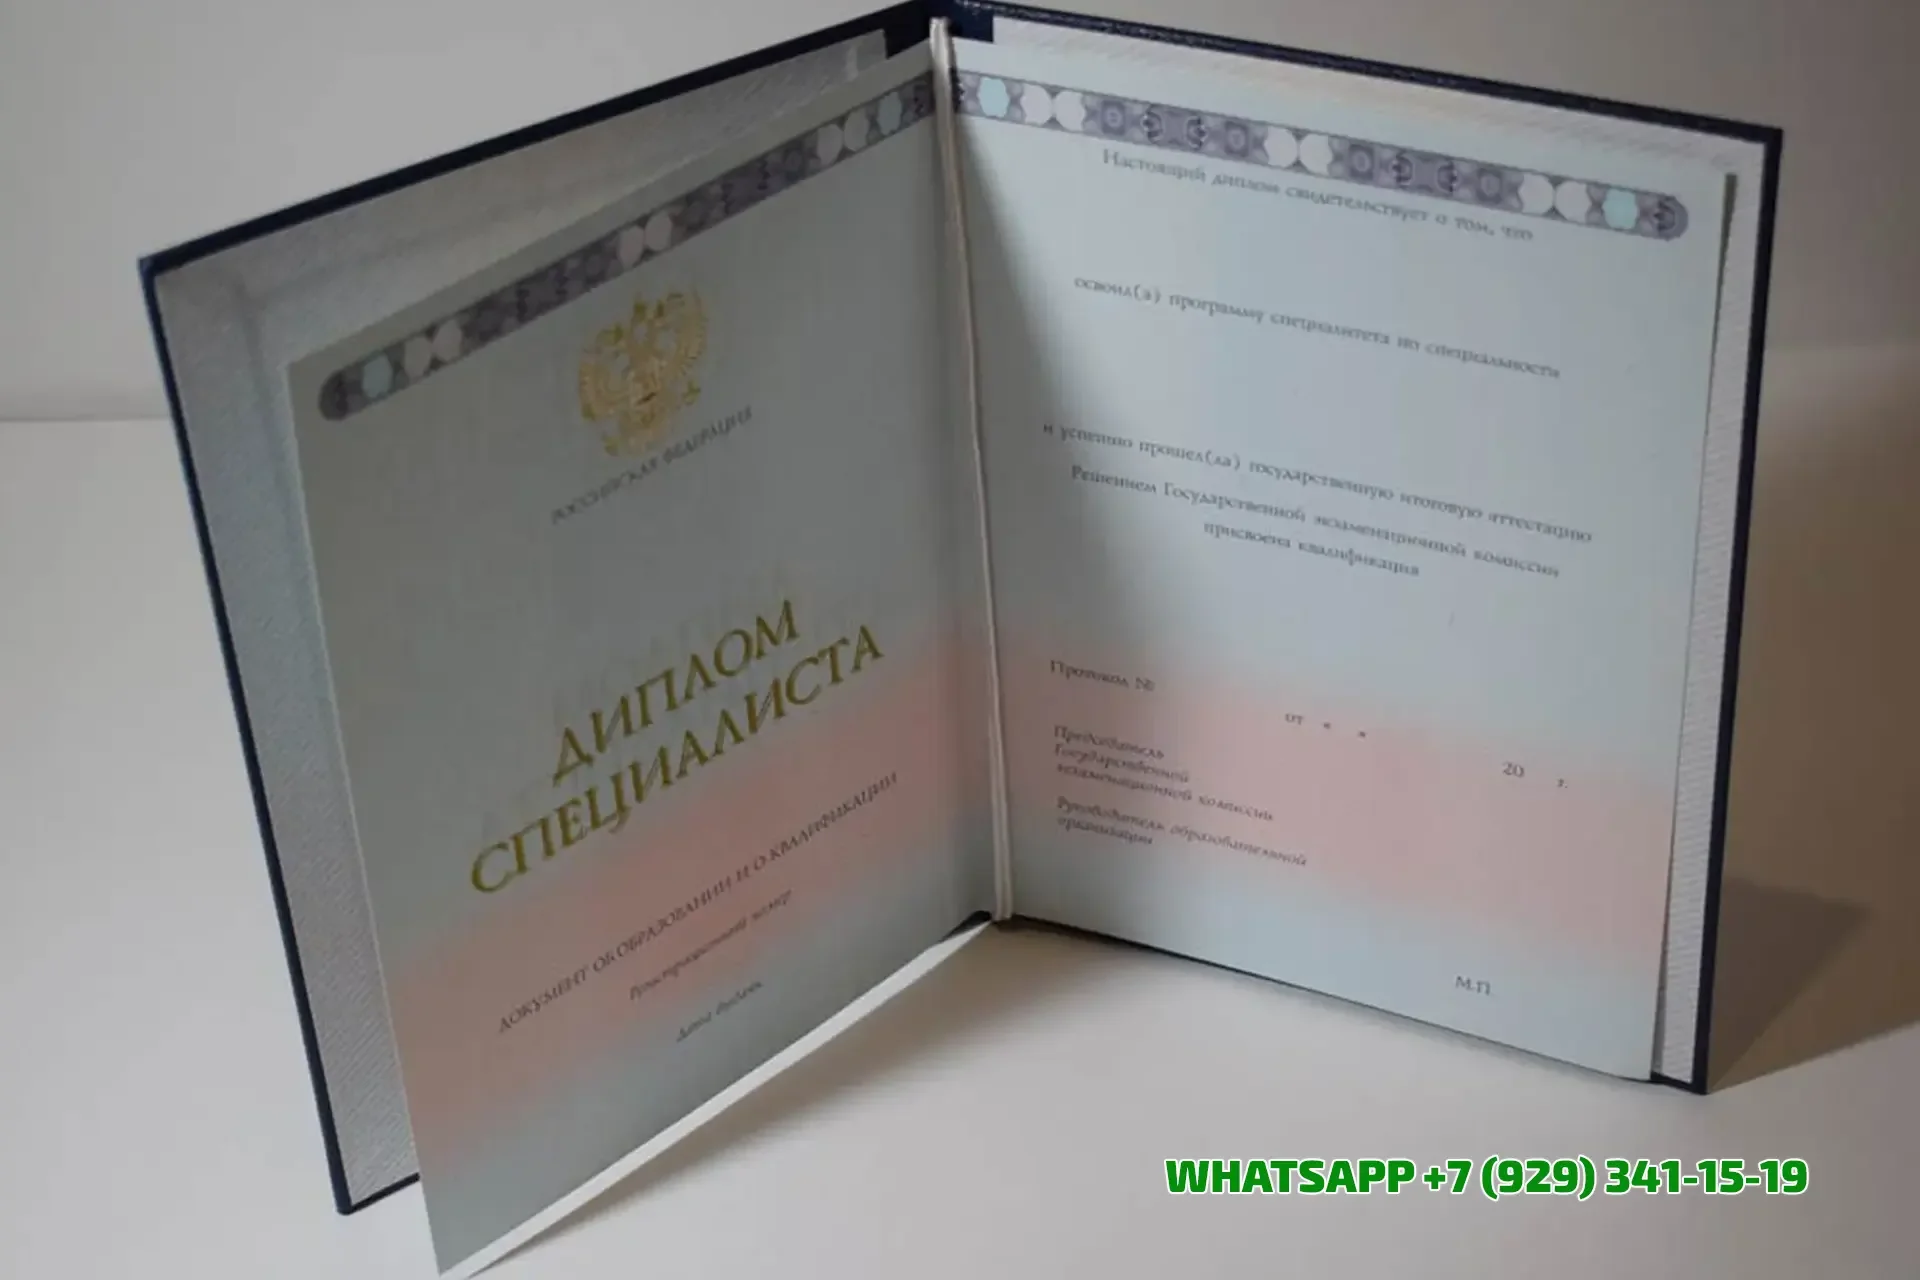 РОССИЙСКАЯ ФЕДЕРАЦИЯ
ДИПЛОМ
СПЕЦИАЛИСТА
ДОКУМЕНТ ОБ ОБРАЗОВАНИИ И О КВАЛИФИКАЦИИ
Регистрационный номер
Дата выдачи
Настоящий диплом свидетельствует о том, что
освоил(а) программу специалитета по специальности
и успешно прошел(ла) государственную итоговую аттестацию
Решением Государственной экзаменационной комиссии
присвоена квалификация
Протокол №
от « » 20 г.
Председатель
Государственной
экзаменационной комиссии
Руководитель образовательной
организации
М.П.
WHATSAPP +7 (929) 341-15-19